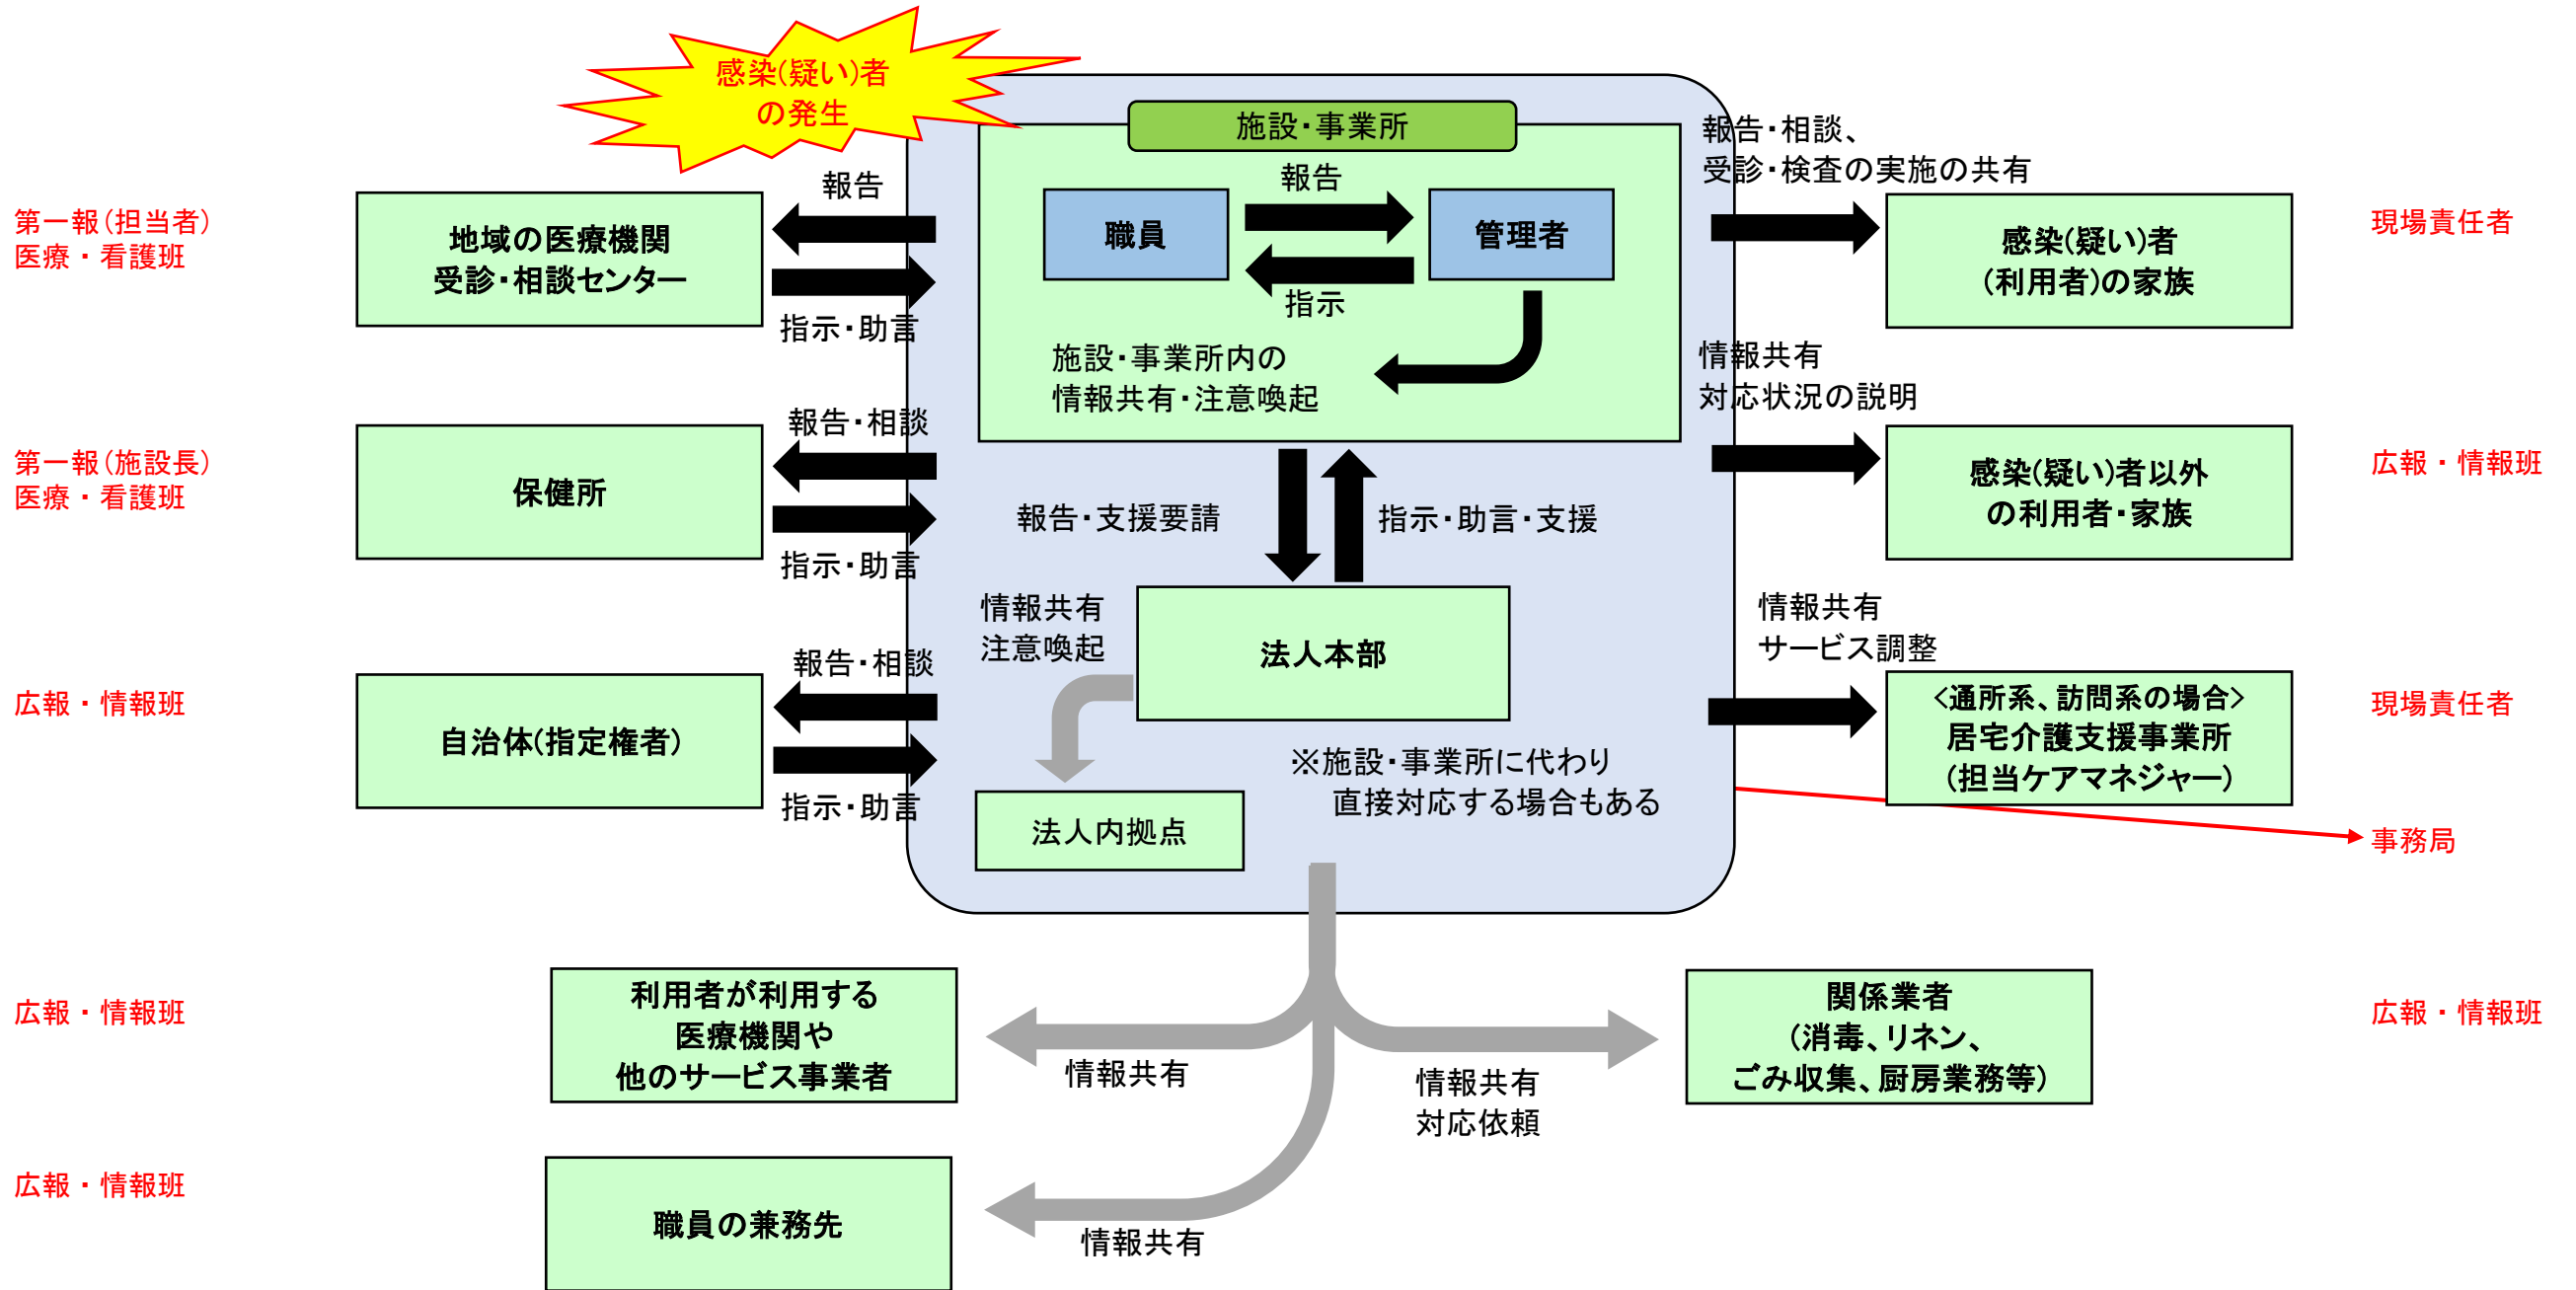 感染(疑い)者
の発生
施設・事業所
職員
報告
管理者
指示
施設・事業所内の
情報共有・注意喚起
第一報(担当者)
医療・看護班
地域の医療機関
受診・相談センター
報告
指示・助言
報告・相談、
受診・検査の実施の共有
感染(疑い)者
(利用者)の家族
現場責任者
第一報(施設長)
医療・看護班
保健所
報告・相談
指示・助言
情報共有
対応状況の説明
感染(疑い)者以外
の利用者・家族
広報・情報班
報告・支援要請
指示・助言・支援
法人本部
情報共有
注意喚起
法人内拠点
※施設・事業所に代わり
直接対応する場合もある
広報・情報班
自治体(指定権者)
報告・相談
指示・助言
情報共有
サービス調整
<通所系、訪問系の場合>
居宅介護支援事業所
(担当ケアマネジャー)
現場責任者
事務局
広報・情報班
利用者が利用する
医療機関や
他のサービス事業者
情報共有
情報共有
対応依頼
関係業者
(消毒、リネン、
ごみ収集、厨房業務等)
広報・情報班
広報・情報班
職員の兼務先
情報共有